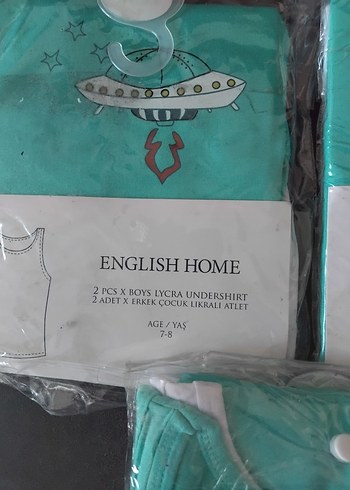 ENGLISH HOME
2 PCS X BOYS LYCRA UNDERSHIRT
2 ADET X ERKEK ÇOCUK LIKRALI ATLET
AGE / YAŞ
7-8